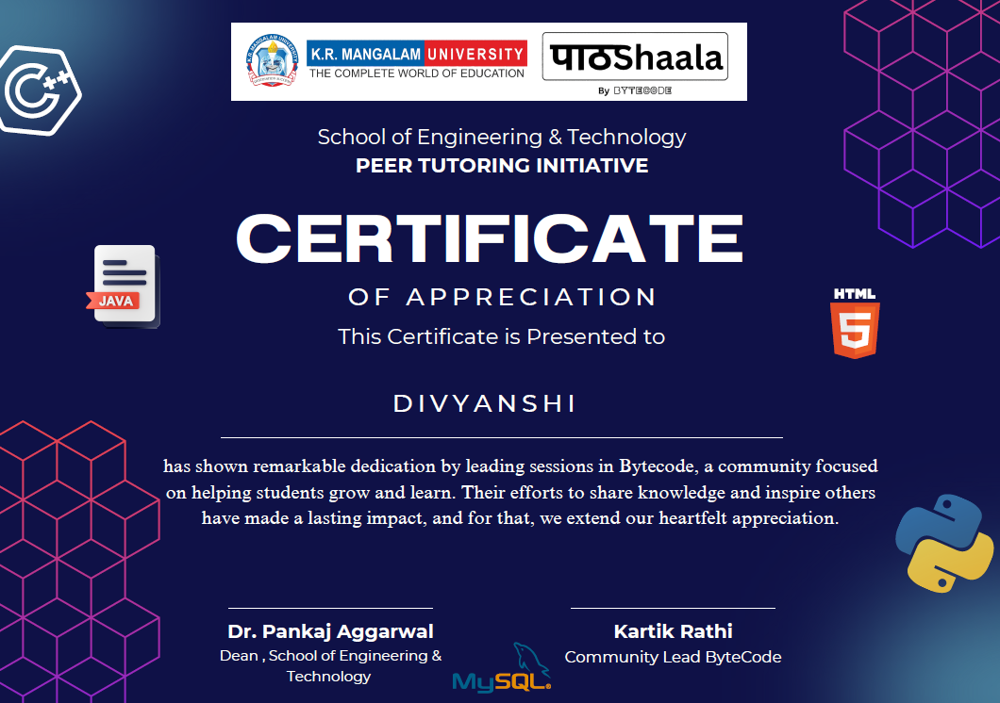 K.R. MANGALAM UNIVERSITY
THE COMPLETE WORLD OF EDUCATION
पाठShaala
By BYTECODE
C++
School of Engineering & Technology
PEER TUTORING INITIATIVE
CERTIFICATE
OF APPRECIATION
This Certificate is Presented to
JAVA
HTML
5
DIVYANSHI
has shown remarkable dedication by leading sessions in Bytecode, a community focused
on helping students grow and learn. Their efforts to share knowledge and inspire others
have made a lasting impact, and for that, we extend our heartfelt appreciation.
Dr. Pankaj Aggarwal
Dean , School of Engineering &
Technology
Kartik Rathi
Community Lead ByteCode
MySQL®